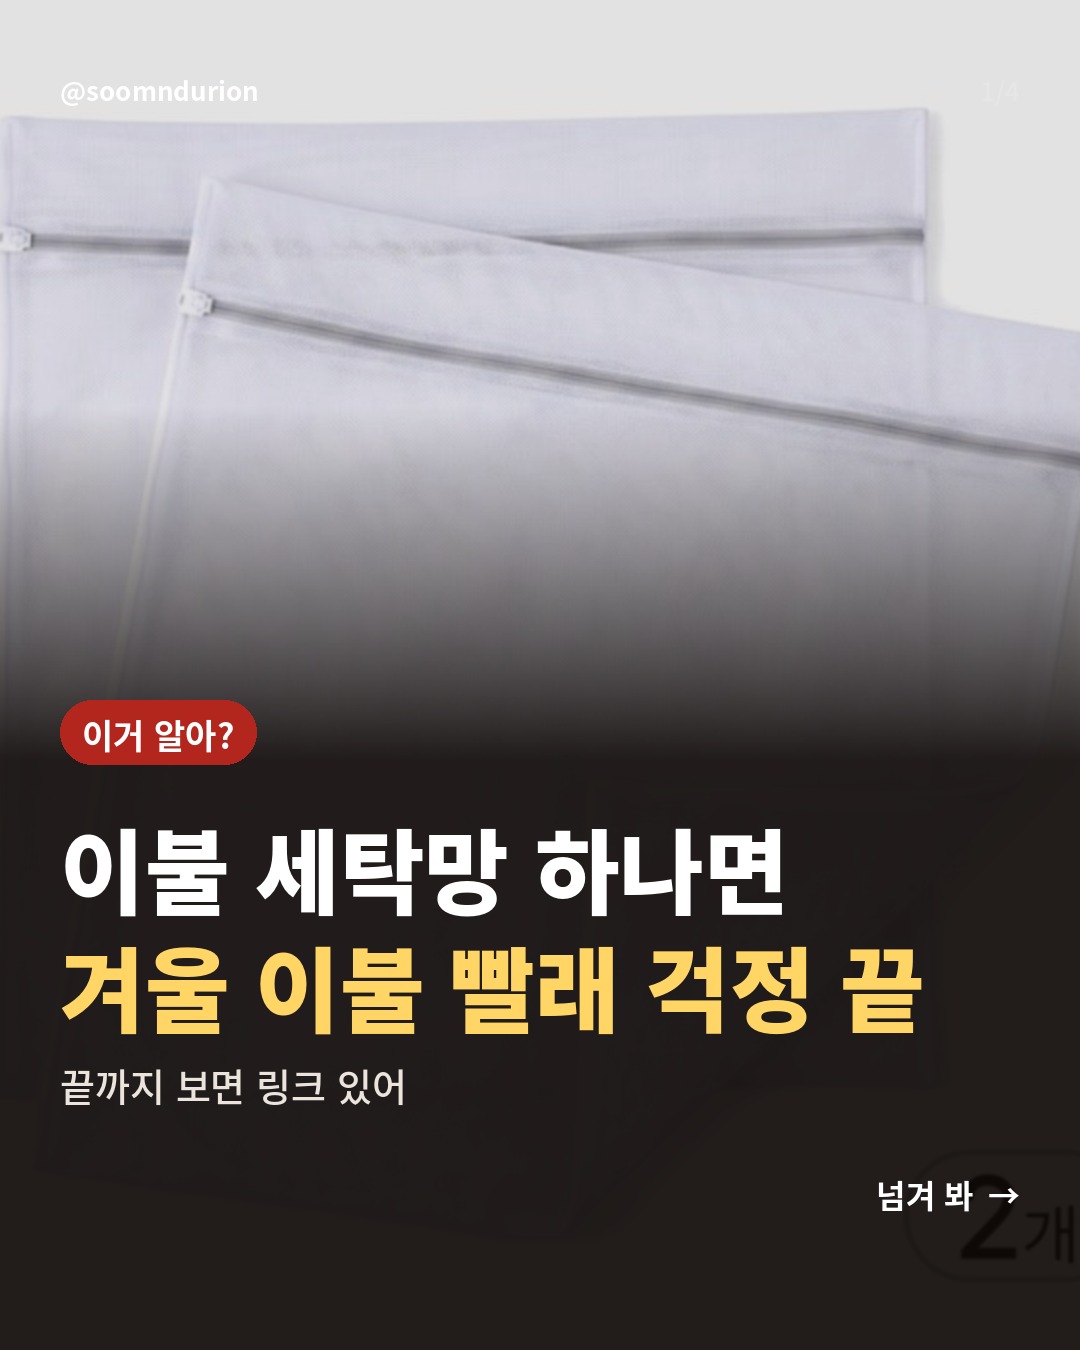 @soomndurion
1/4
이거 알아?
이불 세탁망 하나면
겨울 이불 빨래 걱정 끝
끝까지 보면 링크 있어
넘겨 봐 →
2개